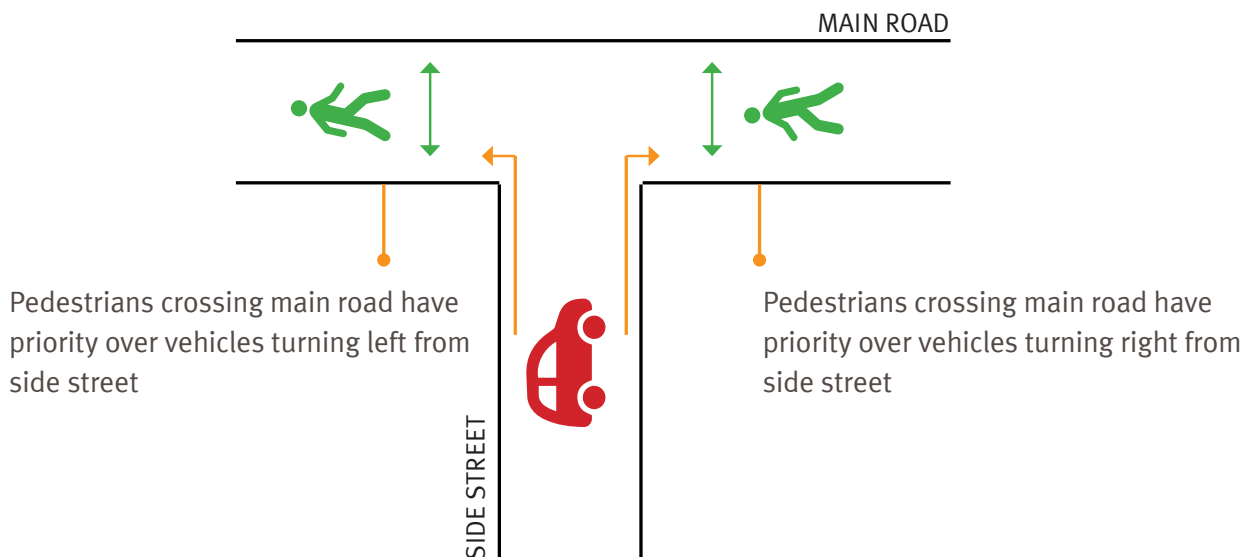 MAIN ROAD
Pedestrians crossing main road have
priority over vehicles turning left from
side street
Pedestrians crossing main road have
priority over vehicles turning right from
side street
SIDE STREET